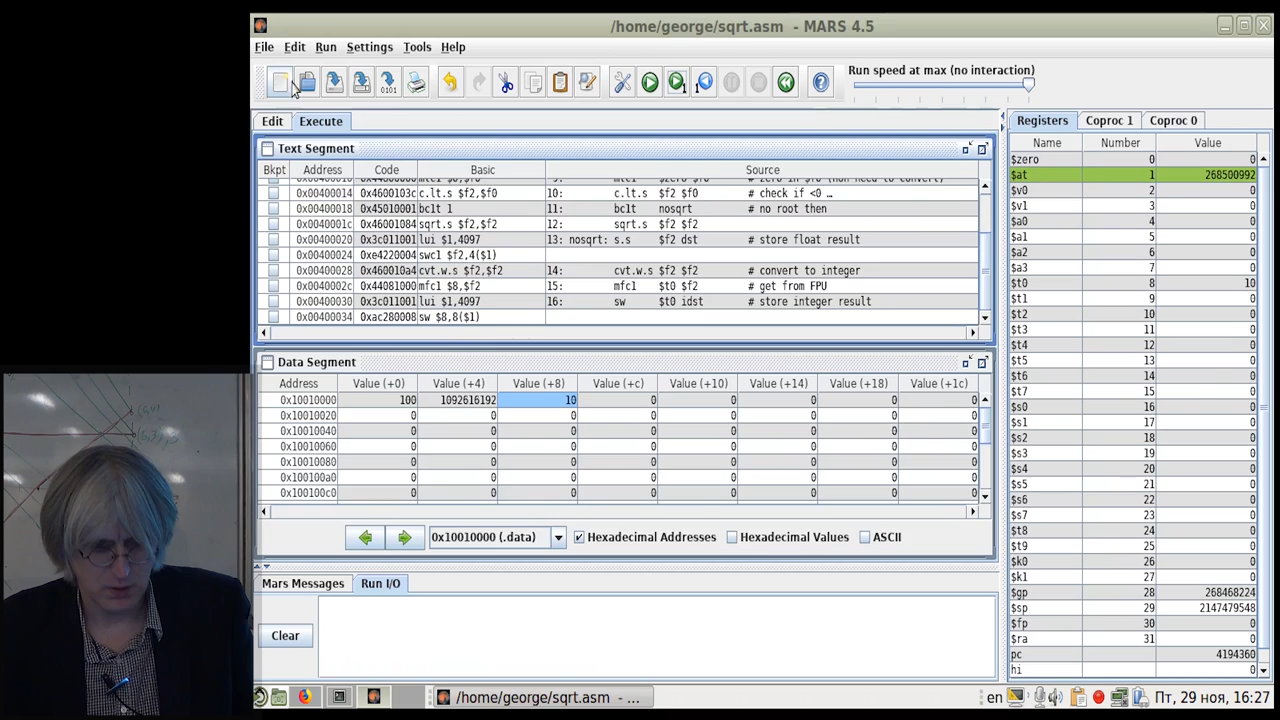 /home/george/sqrt.asm - MARS 4.5
File Edit Run Settings Tools Help
Run speed at max (no interaction)
Edit Execute
Text Segment
Bkpt Address Code Basic Source
0x00400014 0x4600103c c.lt.s $f2,$f0 10: c.lt.s $f2 $f0 # check if <0 …
0x00400018 0x45010001 bc1t 1 11: bc1t nosqrt # no root then
0x0040001c 0x46001084 sqrt.s $f2,$f2 12: sqrt.s $f2 $f2
0x00400020 0x3c011001 lui $1,4097 13: nosqrt: s.s $f2 dst # store float result
0x00400024 0xe4220004 swc1 $f2,4($1)
0x00400028 0x460010a4 cvt.w.s $f2,$f2 14: cvt.w.s $f2 $f2 # convert to integer
0x0040002c 0x44081000 mfc1 $8,$f2 15: mfc1 $t0 $f2 # get from FPU
0x00400030 0x3c011001 lui $1,4097 16: sw $t0 idst # store integer result
0x00400034 0xac280008 sw $8,8($1)
Data Segment
Address Value (+0) Value (+4) Value (+8) Value (+c) Value (+10) Value (+14) Value (+18) Value (+1c)
0x10010000 100 1092616192 10 0 0 0 0 0
0x10010020 0 0 0 0 0 0 0 0
0x10010040 0 0 0 0 0 0 0 0
0x10010060 0 0 0 0 0 0 0 0
0x10010080 0 0 0 0 0 0 0 0
0x100100a0 0 0 0 0 0 0 0 0
0x100100c0 0 0 0 0 0 0 0 0
0x10010000 (.data) Hexadecimal Addresses Hexadecimal Values ASCII
Mars Messages Run I/O
Clear
Registers Coproc 1 Coproc 0
Name Number Value
$zero 0 0
$at 1 268500992
$v0 2 0
$v1 3 0
$a0 4 0
$a1 5 0
$a2 6 0
$a3 7 0
$t0 8 10
$t1 9 0
$t2 10 0
$t3 11 0
$t4 12 0
$t5 13 0
$t6 14 0
$t7 15 0
$s0 16 0
$s1 17 0
$s2 18 0
$s3 19 0
$s4 20 0
$s5 21 0
$s6 22 0
$s7 23 0
$t8 24 0
$t9 25 0
$k0 26 0
$k1 27 0
$gp 28 268468224
$sp 29 2147479548
$fp 30 0
$ra 31 0
pc 4194360
hi 0
/home/george/sqrt.asm - ...
en Пт, 29 ноя, 16:27